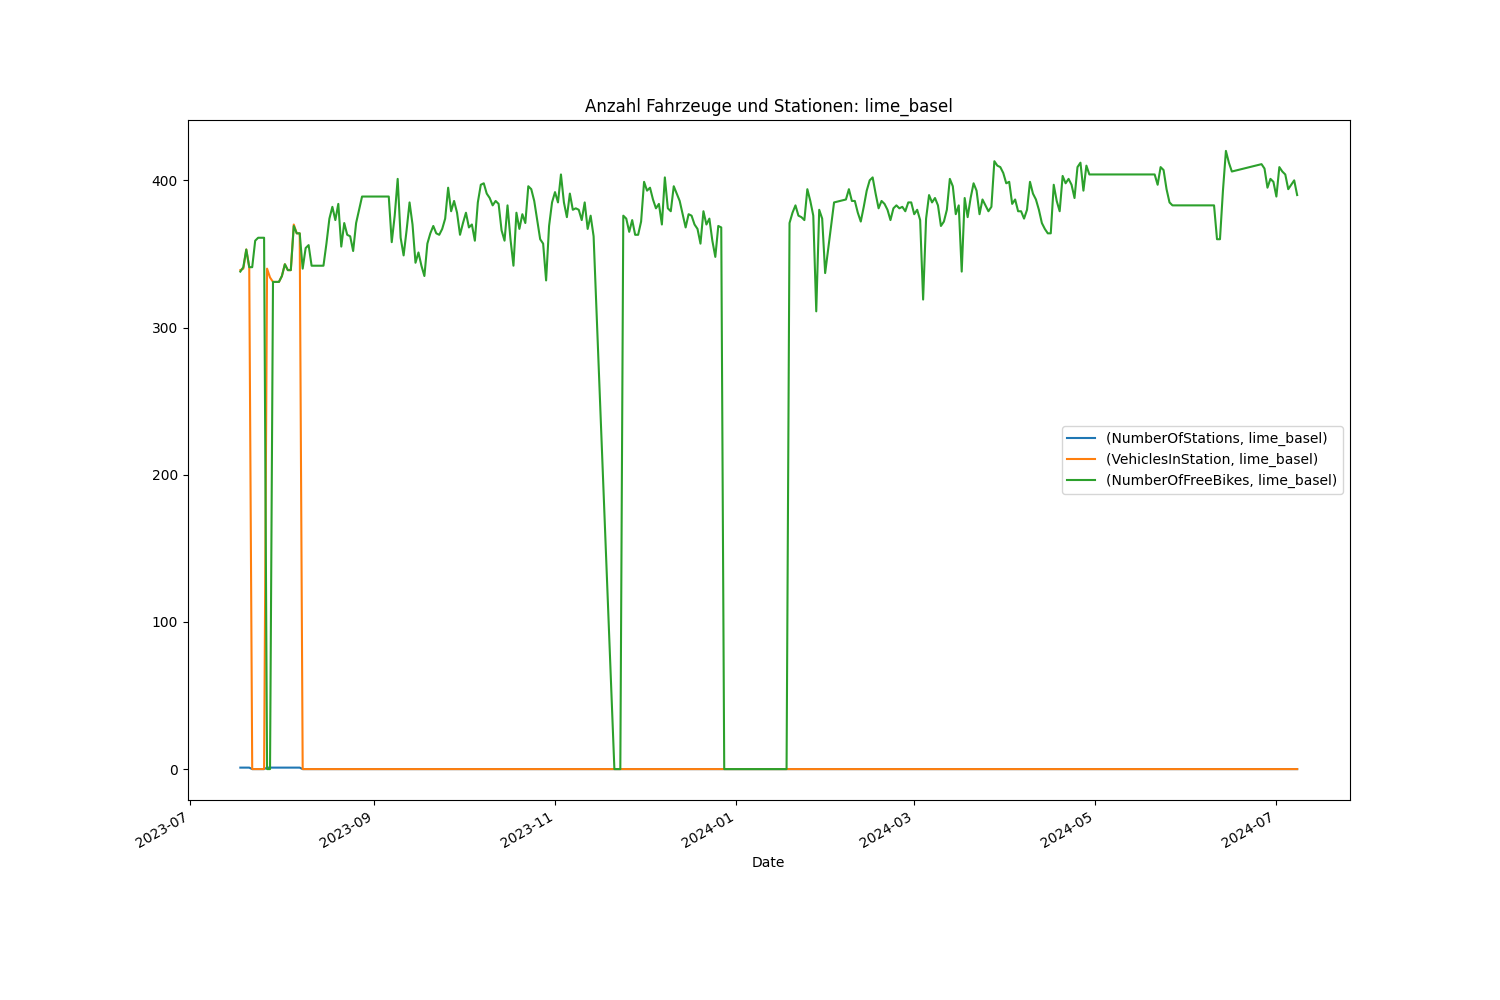 Anzahl Fahrzeuge und Stationen: lime_basel
400
300
200
100
0
(NumberOfStations, lime_basel)
(VehiclesInStation, lime_basel)
(NumberOfFreeBikes, lime_basel)
2023-07
2023-09
2023-11
2024-01
2024-03
2024-05
2024-07
Date